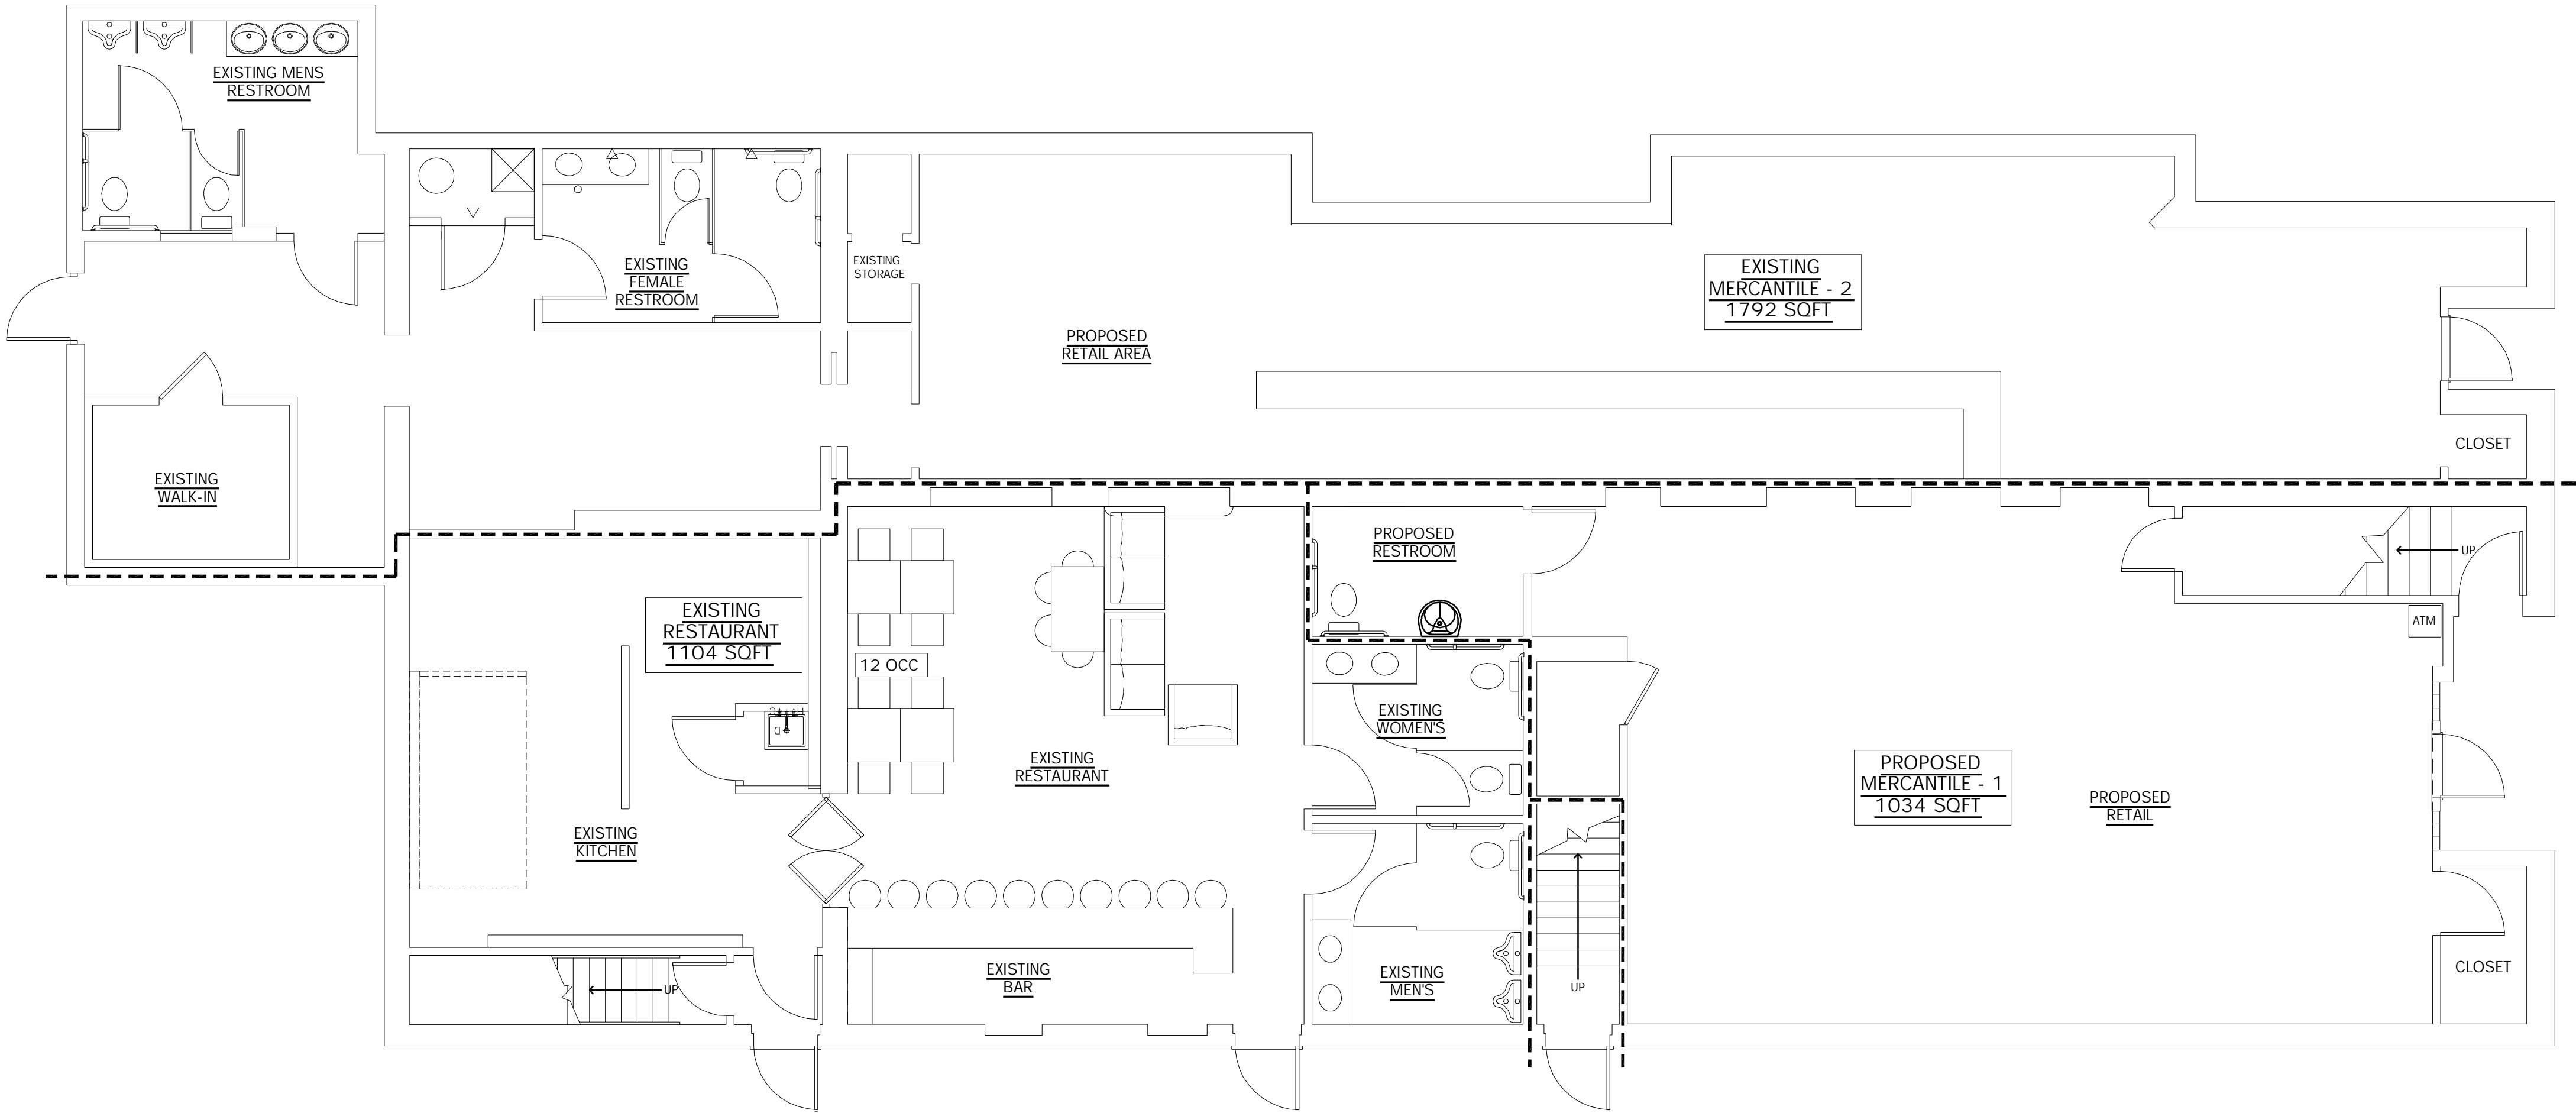 EXISTING MENS
RESTROOM
EXISTING
FEMALE
RESTROOM
EXISTING
STORAGE
EXISTING
MERCANTILE - 2
1792 SQFT
PROPOSED
RETAIL AREA
CLOSET
EXISTING
WALK-IN
PROPOSED
RESTROOM
UP
ATM
EXISTING
RESTAURANT
1104 SQFT
12 OCC
EXISTING
WOMEN'S
EXISTING
RESTAURANT
PROPOSED
MERCANTILE - 1
1034 SQFT
PROPOSED
RETAIL
EXISTING
KITCHEN
EXISTING
BAR
EXISTING
MEN'S
CLOSET
UP
UP